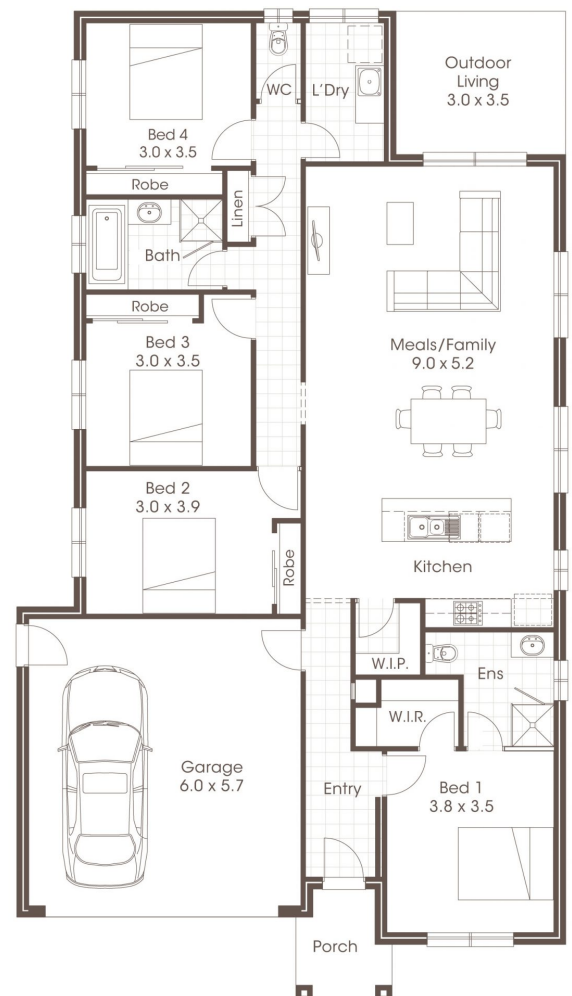 WC
L'Dry
Outdoor
Living
3.0 x 3.5
Bed 4
3.0 x 3.5
Robe
Linen
Bath
Robe
Bed 3
3.0 x 3.5
Meals/Family
9.0 x 5.2
Bed 2
3.0 x 3.9
Robe
Kitchen
W.I.P.
Ens
W.I.R.
Garage
6.0 x 5.7
Entry
Bed 1
3.8 x 3.5
Porch